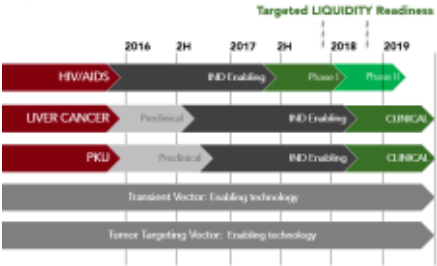 Targeted LIQUIDITY Readiness
2016 2H 2017 2H 2018 2019
HIV/AIDS IND Enabling Phase I Phase II
LIVER CANCER Preclinical IND Enabling CLINICAL
PKU Preclinical IND Enabling CLINICAL
Transient Vector: Enabling technology
Tumor Targeting Vector: Enabling technology